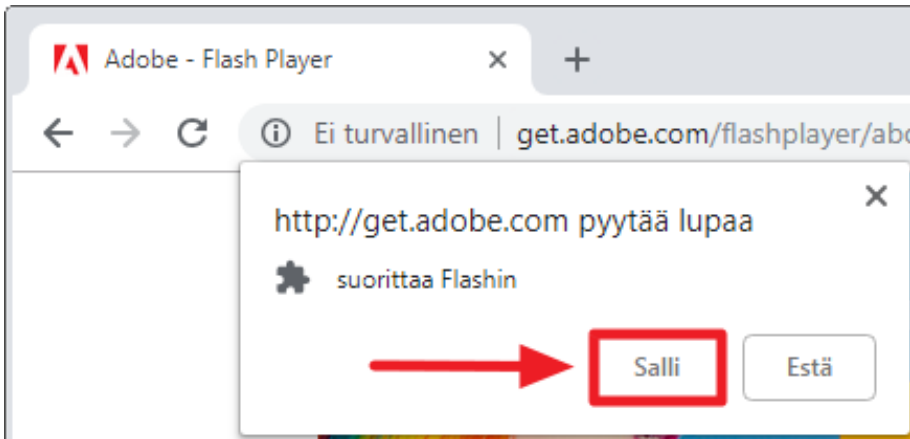 Adobe - Flash Player
Ei turvallinen | get.adobe.com/flashplayer/abo
http://get.adobe.com pyytää lupaa
suorittaa Flashin
Salli Estä